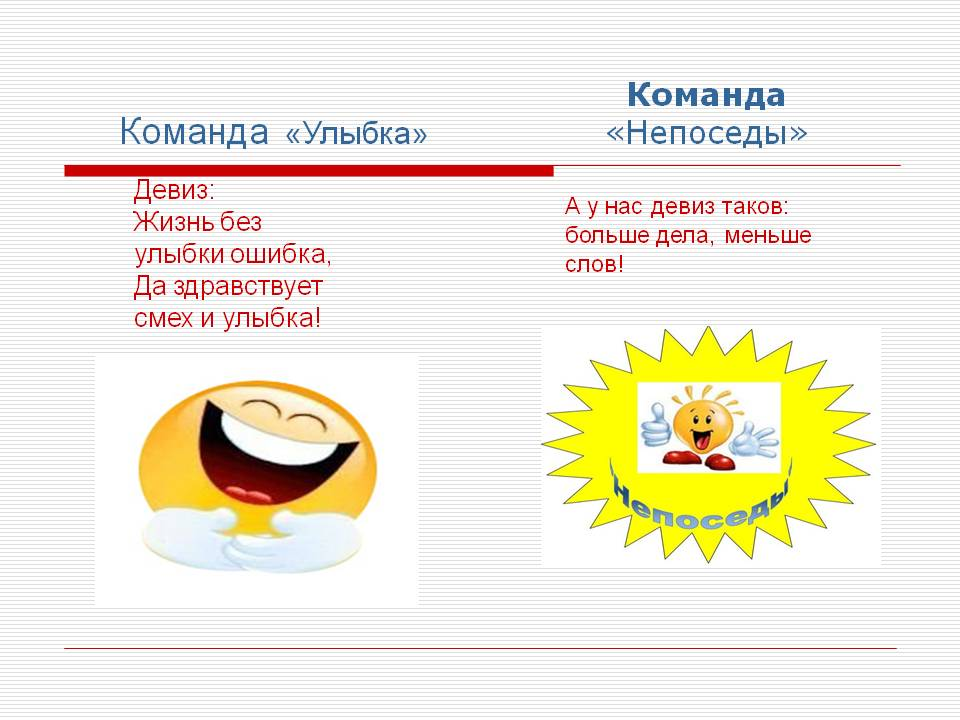 Команда «Улыбка»
Девиз:
Жизнь без
улыбки ошибка,
Да здравствует
смех и улыбка!
Команда
«Непоседы»
А у нас девиз таков:
больше дела, меньше
слов!
"Непоседы"